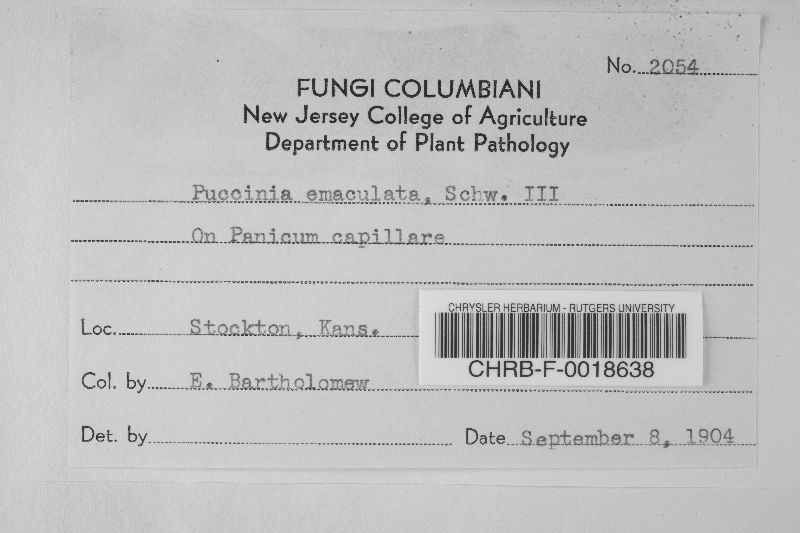 No. 2054
FUNGI COLUMBIANI
New Jersey College of Agriculture
Department of Plant Pathology
Puccinia emaculata, Schw. III
On Panicum capillare
CHRYSLER HERBARIUM - RUTGERS UNIVERSITY
Loc. Stockton, Kans.
CHRB-F-0018638
Col. by E. Bartholomew
Det. by
Date September 8, 1904